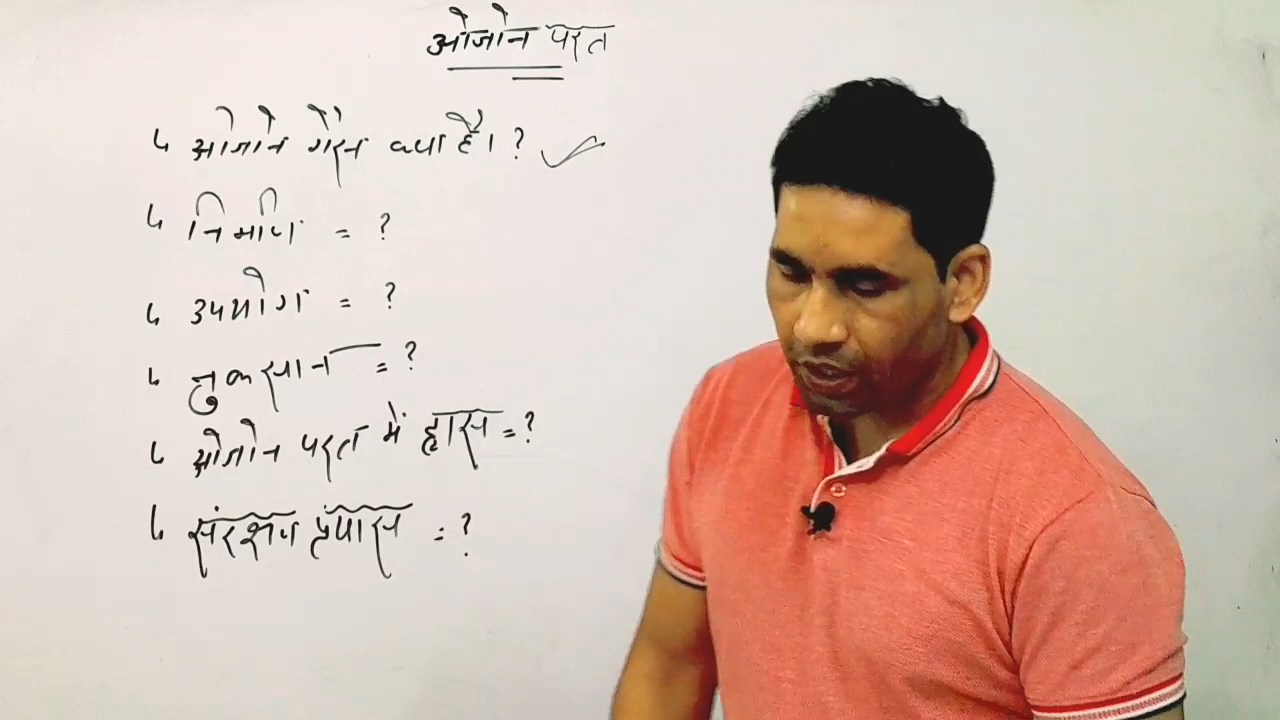 ओजोन परत
ओजोन गैस क्या है। ?
निर्माण = ?
उपयोग = ?
नुकसान = ?
ओजोन परत में ह्रास = ?
संरक्षण प्रयास = ?